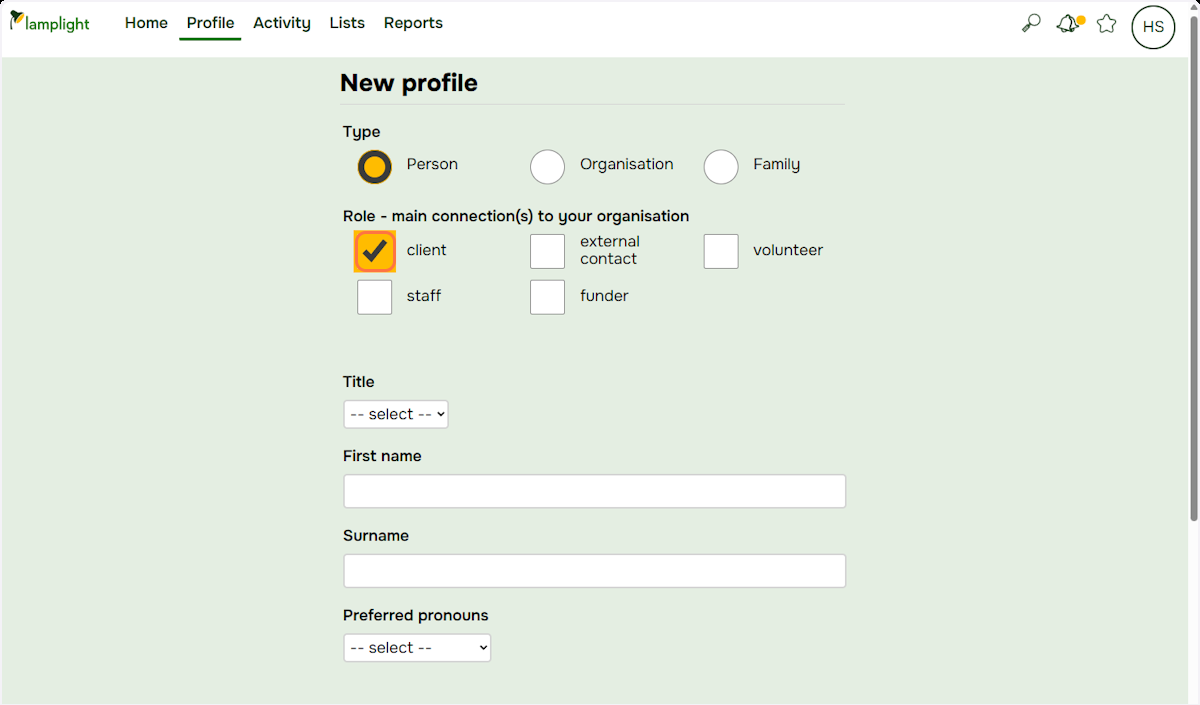 lamplight Home Profile Activity Lists Reports HS
New profile
Type
Person Organisation Family
Role - main connection(s) to your organisation
client external contact volunteer
staff funder
Title
-- select --
First name
Surname
Preferred pronouns
-- select --